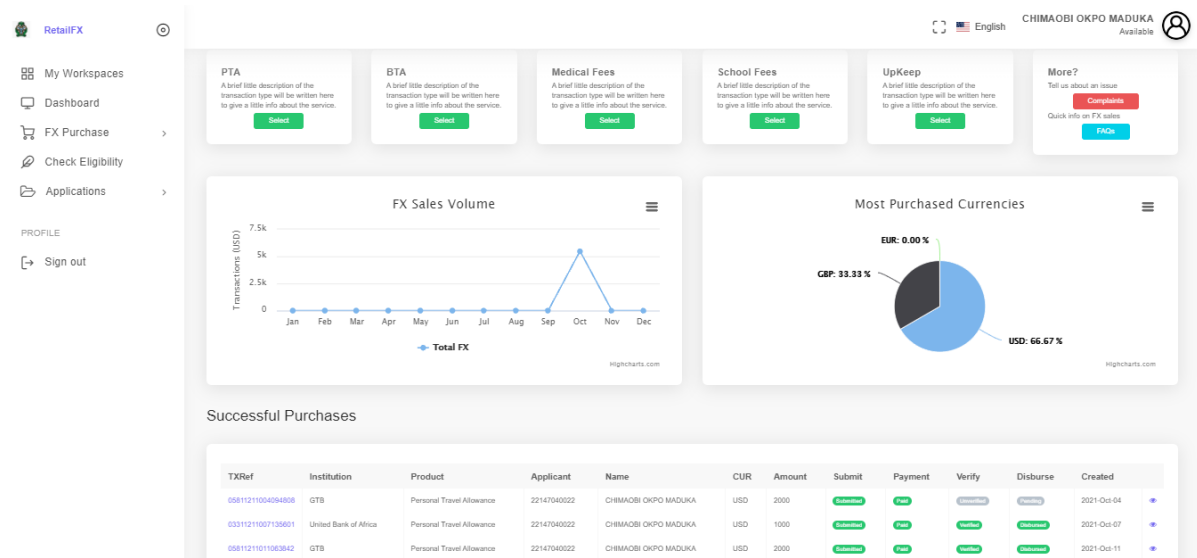 RetailFX
English
CHIMAOBI OKPO MADUKA
Available
My Workspaces
Dashboard
FX Purchase
Check Eligibility
Applications
PROFILE
Sign out
PTA
A brief little description of the
transaction type will be written here
to give a little info about the service.
Select
BTA
A brief little description of the
transaction type will be written here
to give a little info about the service.
Select
Medical Fees
A brief little description of the
transaction type will be written here
to give a little info about the service.
Select
School Fees
A brief little description of the
transaction type will be written here
to give a little info about the service.
Select
UpKeep
A brief little description of the
transaction type will be written here
to give a little info about the service.
Select
More?
Tell us about an issue
Complaints
Quick info on FX sales
FAQs
FX Sales Volume
Transactions (USD)
7.5k
5k
2.5k
0
Jan Feb Mar Apr May Jun Jul Aug Sep Oct Nov Dec
Total FX
Highcharts.com
Most Purchased Currencies
EUR: 0.00 %
GBP: 33.33 %
USD: 66.67 %
Highcharts.com
Successful Purchases
TXRef Institution Product Applicant Name CUR Amount Submit Payment Verify Disburse Created
05811211004094808 GTB Personal Travel Allowance 22147040022 CHIMAOBI OKPO MADUKA USD 2000 Submitted Paid Unverified Pending 2021-Oct-04
03311211007135601 United Bank of Africa Personal Travel Allowance 22147040022 CHIMAOBI OKPO MADUKA USD 1000 Submitted Paid Verified Disbursed 2021-Oct-07
05811211011063842 GTB Personal Travel Allowance 22147040022 CHIMAOBI OKPO MADUKA USD 2000 Submitted Paid Verified Disbursed 2021-Oct-11